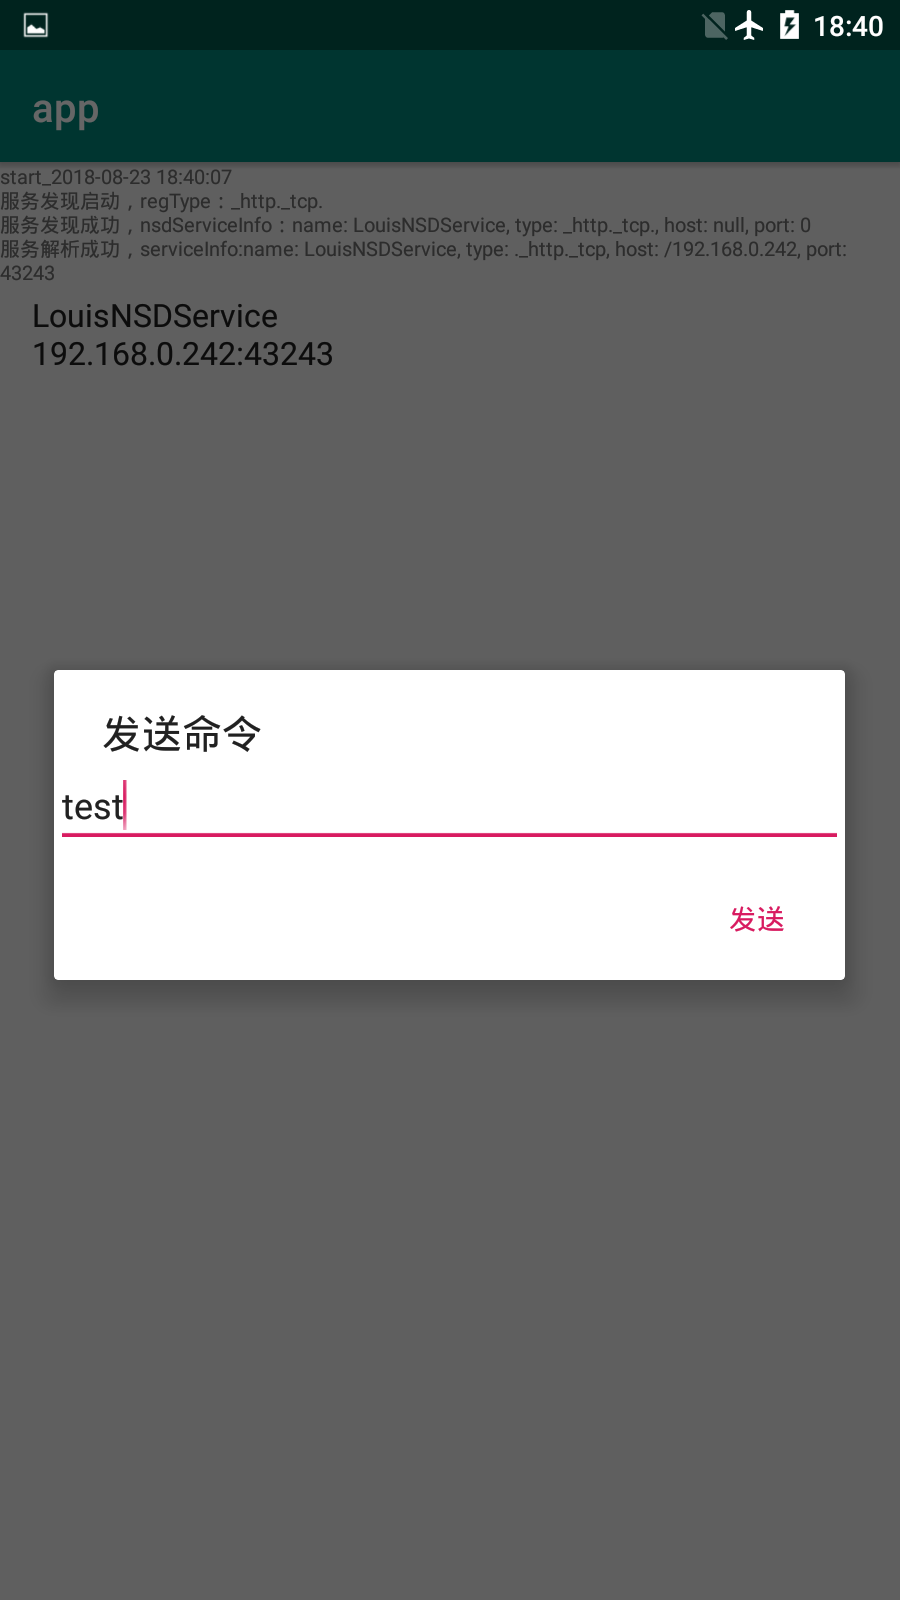 18:40
app
start_2018-08-23 18:40:07
服务发现启动，regType：_http._tcp.
服务发现成功，nsdServiceInfo：name: LouisNSDService, type: _http._tcp., host: null, port: 0
服务解析成功，serviceInfo:name: LouisNSDService, type: ._http._tcp, host: /192.168.0.242, port:
43243
LouisNSDService
192.168.0.242:43243
发送命令
test
发送